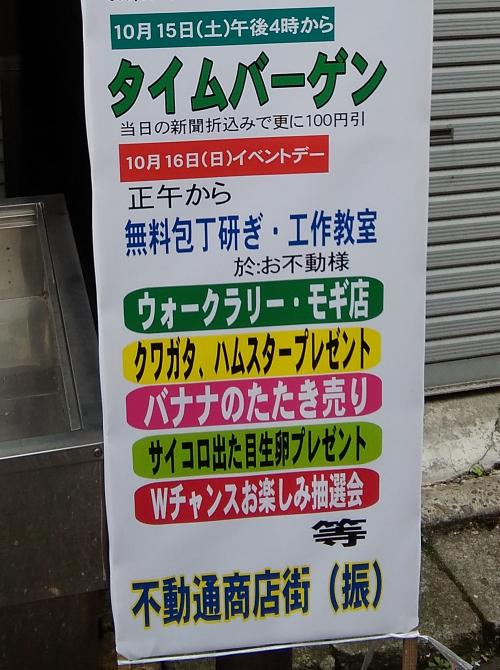 10月15日(土)午後4時から
タイムバーゲン
当日の新聞折込みで更に100円引
10月16日(日)イベントデー
正午から
無料包丁研ぎ・工作教室
於:お不動様
ウォークラリー・モギ店
クワガタ、ハムスタープレゼント
バナナのたたき売り
サイコロ出た目生卵プレゼント
Wチャンスお楽しみ抽選会
等
不動通商店街（振）